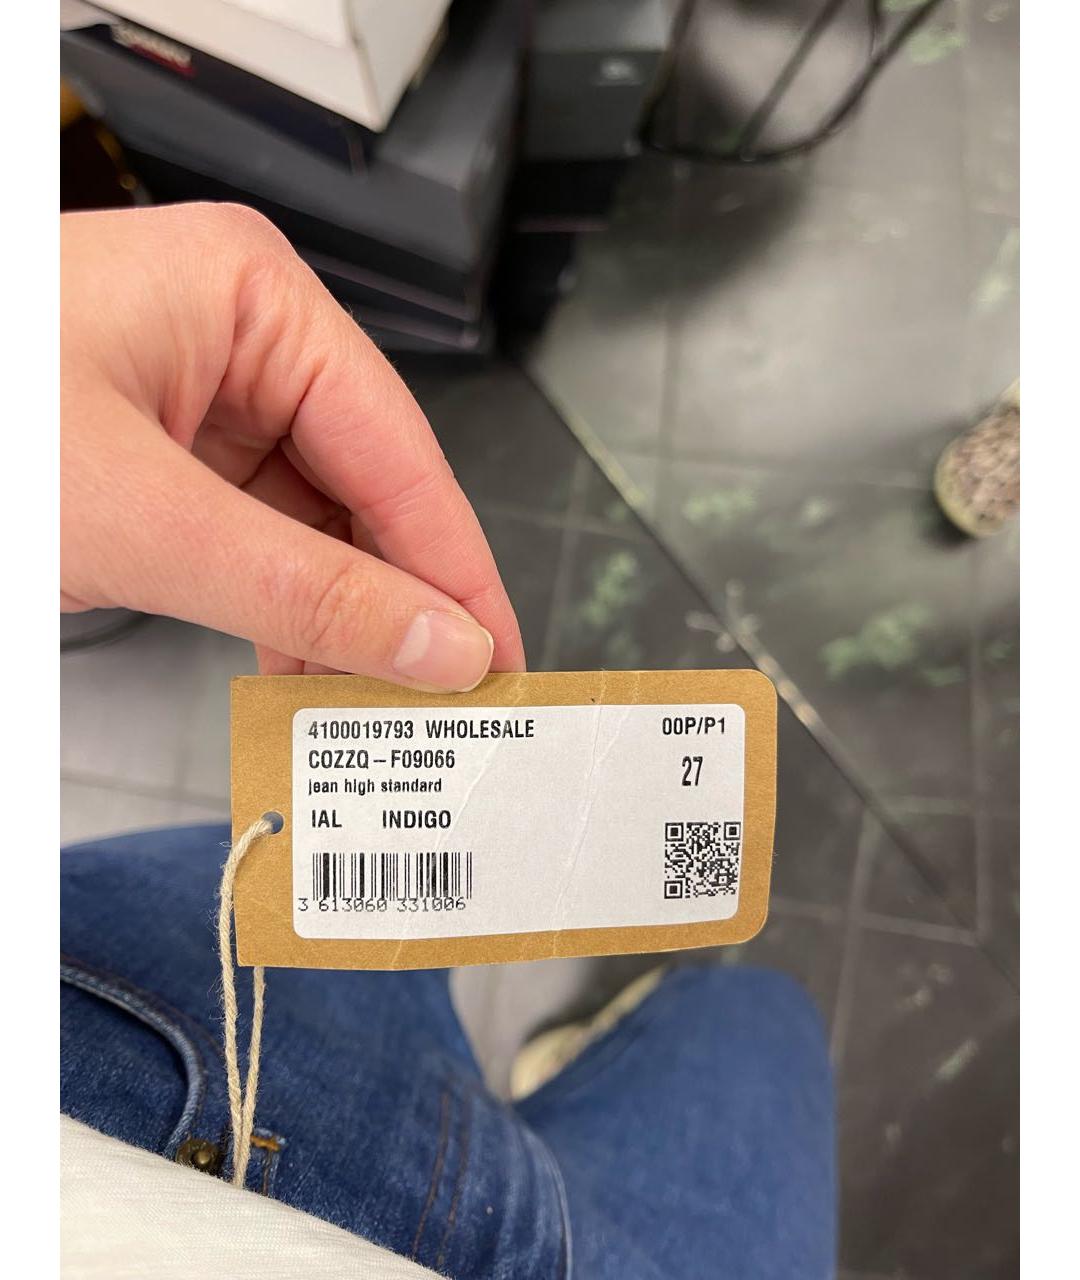 4100019793 WHOLESALE 00P/P1
COZZQ – F09066
27
jean high standard
IAL INDIGO
3 613060 331006